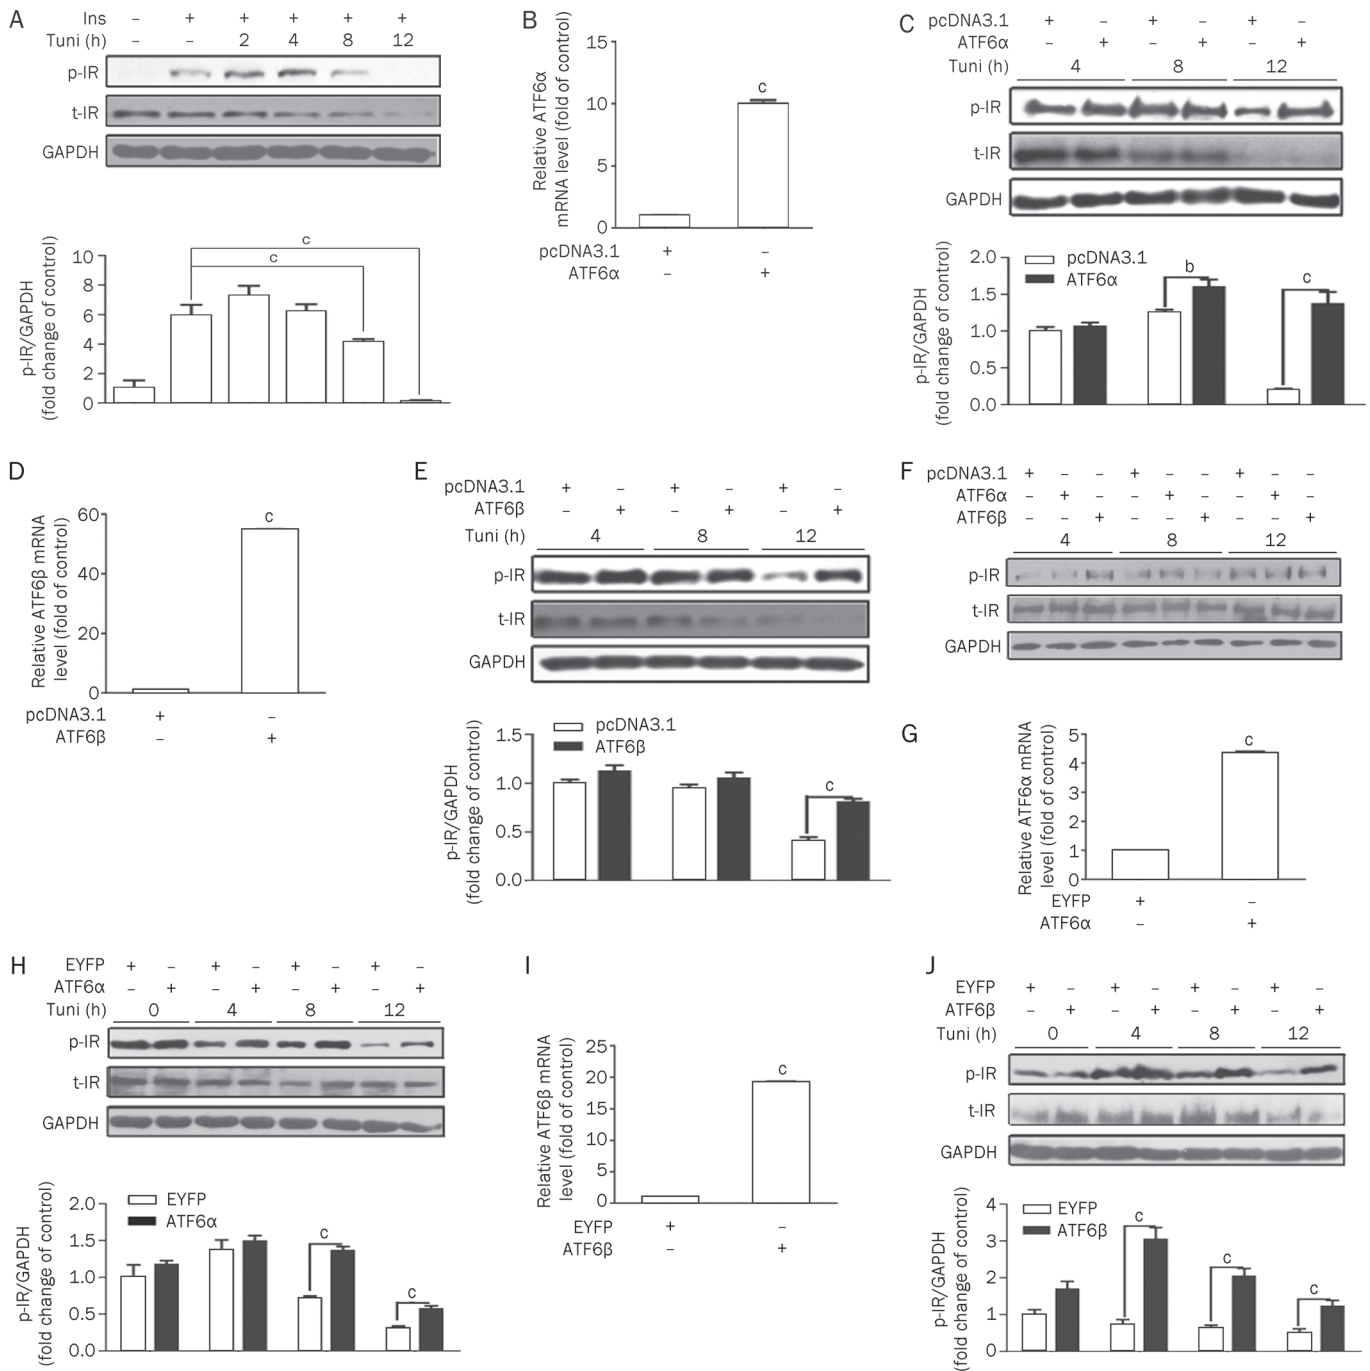 A
Ins – + + + + +
Tuni (h) – – 2 4 8 12
p-IR
t-IR
GAPDH
p-IR/GAPDH
(fold change of control)
10
8
6
4
2
0
c
c
B
Relative ATF6α
mRNA level (fold of control)
15
10
5
0
c
pcDNA3.1 + –
ATF6α – +
C
pcDNA3.1 + – + – + –
ATF6α – + – + – +
Tuni (h) 4 8 12
p-IR
t-IR
GAPDH
p-IR/GAPDH
(fold change of control)
2.0
1.5
1.0
0.5
0.0
pcDNA3.1
ATF6α
b
c
D
Relative ATF6β mRNA
level (fold of control)
60
40
20
0
c
pcDNA3.1 + –
ATF6β – +
E
pcDNA3.1 + – + – + –
ATF6β – + – + – +
Tuni (h) 4 8 12
p-IR
t-IR
GAPDH
p-IR/GAPDH
(fold change of control)
1.5
1.0
0.5
0.0
pcDNA3.1
ATF6β
c
F
pcDNA3.1 + – – + – – + – –
ATF6α – + – – + – – + –
ATF6β – – + – – + – – +
4 8 12
p-IR
t-IR
GAPDH
G
Relative ATF6α mRNA
level (fold of control)
5
4
3
2
1
0
c
EYFP + –
ATF6α – +
H
EYFP + – + – + – + –
ATF6α – + – + – + – +
Tuni (h) 0 4 8 12
p-IR
t-IR
GAPDH
p-IR/GAPDH
(fold change of control)
2.0
1.5
1.0
0.5
0.0
EYFP
ATF6α
c
c
I
Relative ATF6β mRNA
level (fold of control)
25
20
15
10
5
0
c
EYFP + –
ATF6β – +
J
EYFP + – + – + – + –
ATF6β – + – + – + – +
Tuni (h) 0 4 8 12
p-IR
t-IR
GAPDH
p-IR/GAPDH
(fold change of control)
4
3
2
1
0
EYFP
ATF6β
c
c
c